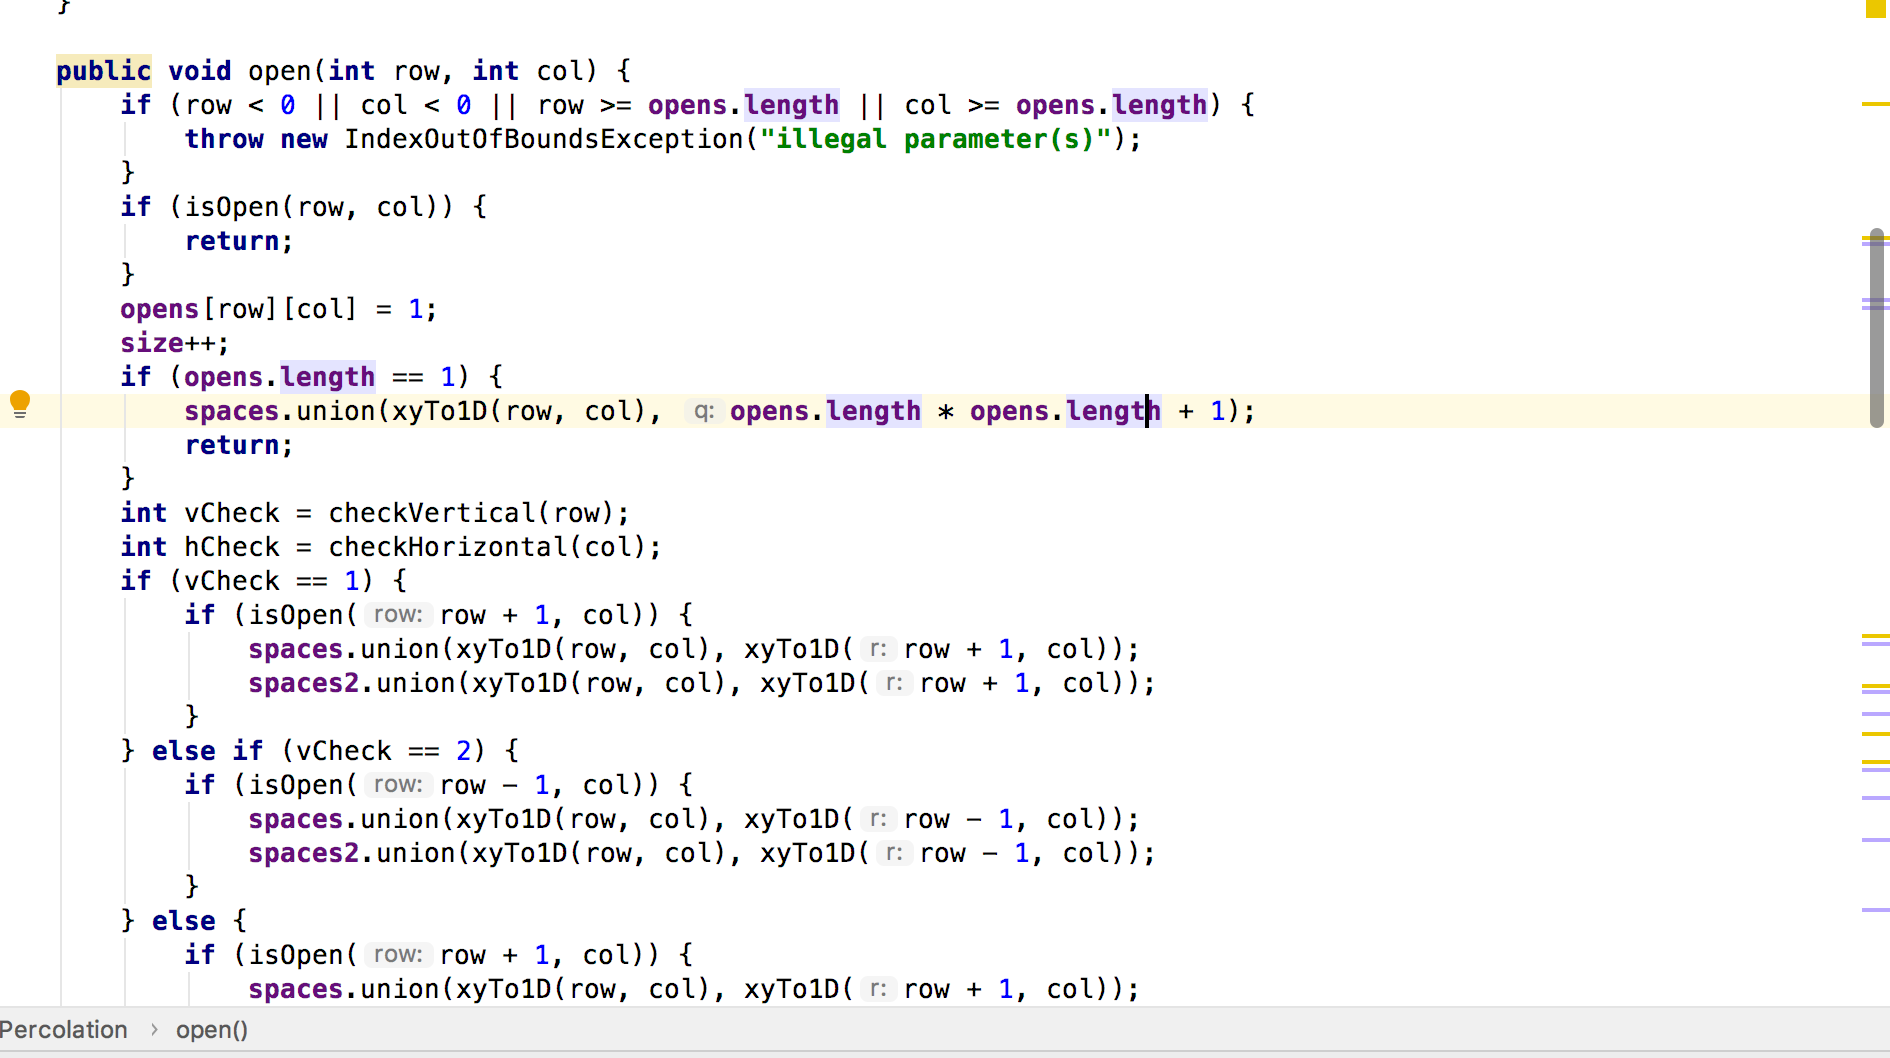 }
public void open(int row, int col) {
if (row < 0 || col < 0 || row >= opens.length || col >= opens.length) {
throw new IndexOutOfBoundsException("illegal parameter(s)");
}
if (isOpen(row, col)) {
return;
}
opens[row][col] = 1;
size++;
if (opens.length == 1) {
spaces.union(xyTo1D(row, col), q: opens.length * opens.length + 1);
return;
}
int vCheck = checkVertical(row);
int hCheck = checkHorizontal(col);
if (vCheck == 1) {
if (isOpen( row: row + 1, col)) {
spaces.union(xyTo1D(row, col), xyTo1D( r: row + 1, col));
spaces2.union(xyTo1D(row, col), xyTo1D( r: row + 1, col));
}
} else if (vCheck == 2) {
if (isOpen( row: row - 1, col)) {
spaces.union(xyTo1D(row, col), xyTo1D( r: row - 1, col));
spaces2.union(xyTo1D(row, col), xyTo1D( r: row - 1, col));
}
} else {
if (isOpen( row: row + 1, col)) {
spaces.union(xyTo1D(row, col), xyTo1D( r: row + 1, col));
Percolation › open()